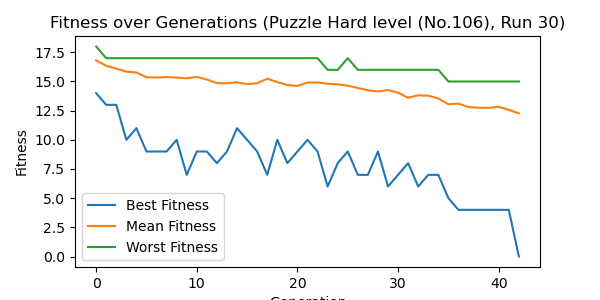 Fitness over Generations (Puzzle Hard level (No.106), Run 30)
Fitness
17.5
15.0
12.5
10.0
7.5
5.0
2.5
0.0
Best Fitness
Mean Fitness
Worst Fitness
0 10 20 30 40
Generation